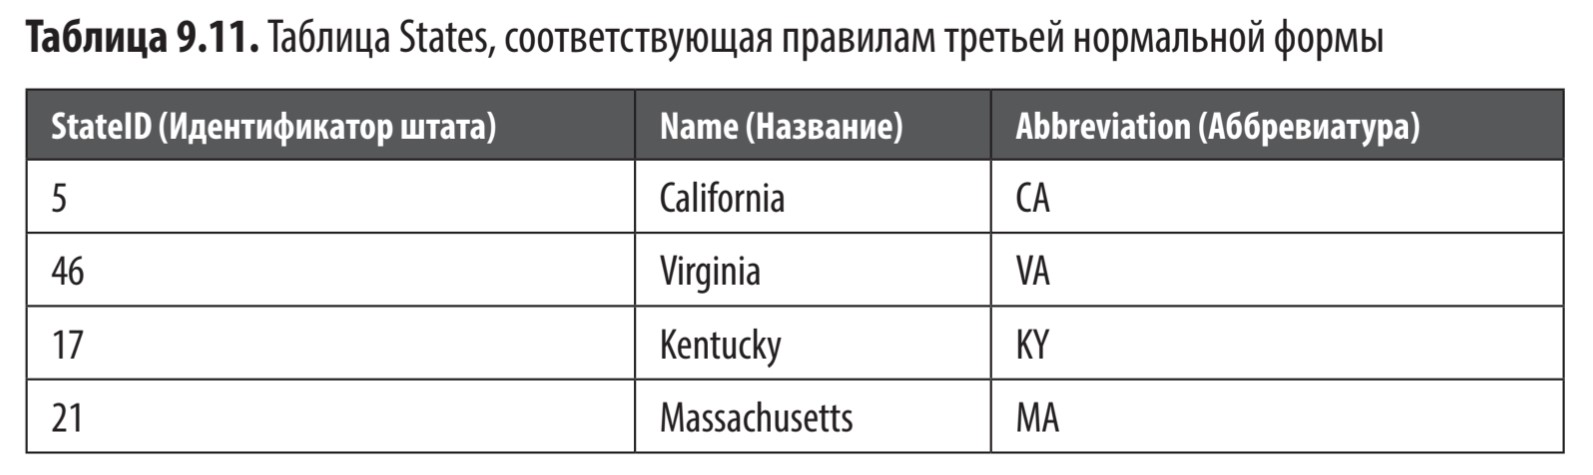 Таблица 9.11. Таблица States, соответствующая правилам третьей нормальной формы
StateID (Идентификатор штата) Name (Название) Abbreviation (Аббревиатура)
5 California CA
46 Virginia VA
17 Kentucky KY
21 Massachusetts MA